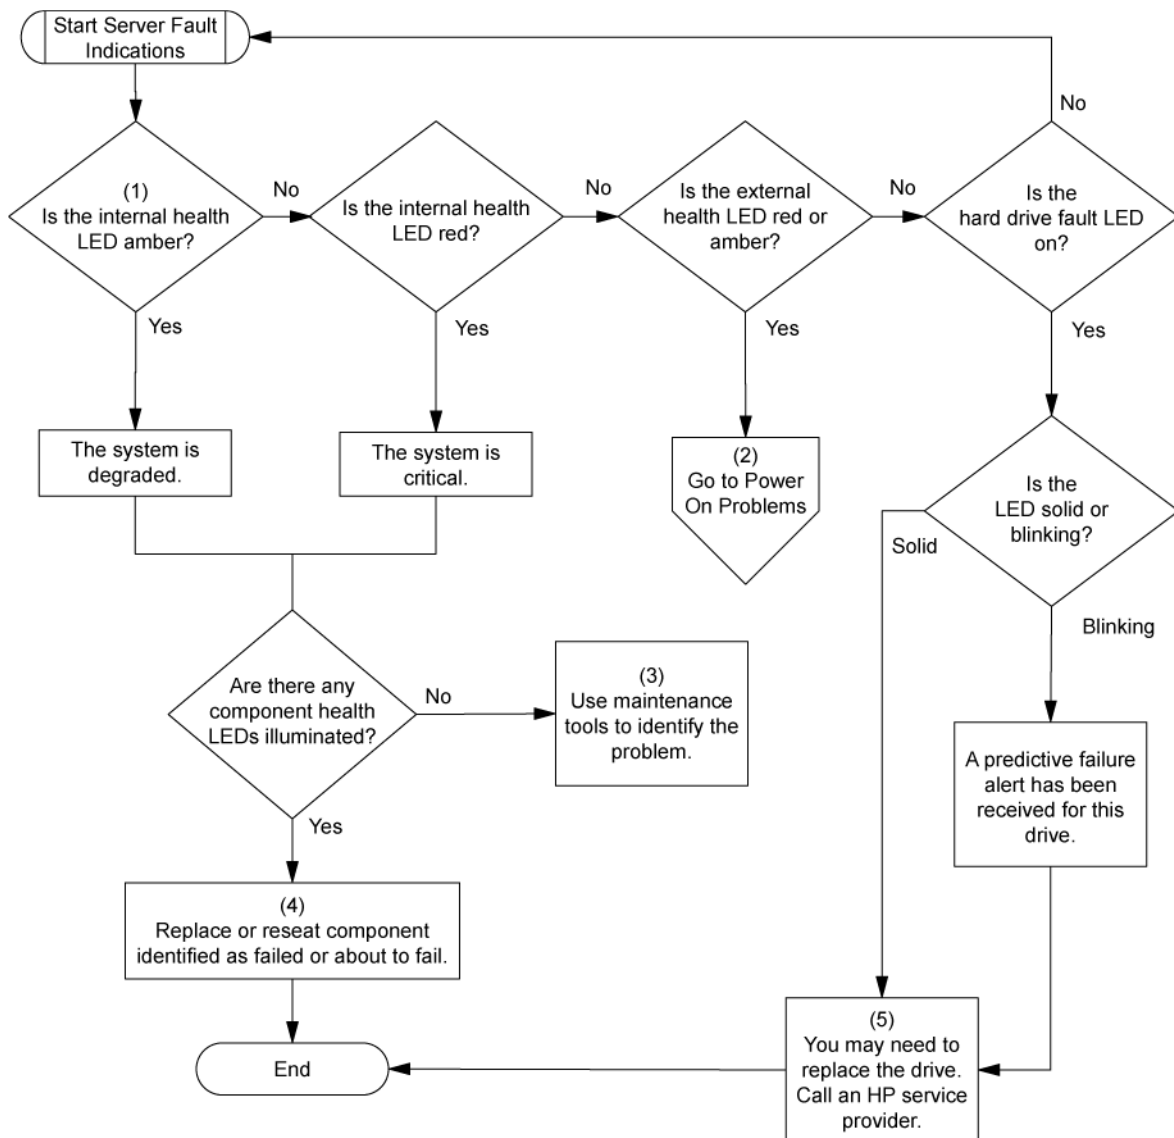 Start Server Fault
Indications
No
(1)
Is the internal health
LED amber?
No
Is the internal health
LED red?
No
Is the external
health LED red or
amber?
No
Is the
hard drive fault LED
on?
Yes
Yes
Yes
Yes
The system is
degraded.
The system is
critical.
(2)
Go to Power
On Problems
Is the
LED solid or
blinking?
Solid
Blinking
Are there any
component health
LEDs illuminated?
No
(3)
Use maintenance
tools to identify the
problem.
A predictive failure
alert has been
received for this
drive.
Yes
(4)
Replace or reseat component
identified as failed or about to fail.
(5)
You may need to
replace the drive.
Call an HP service
provider.
End